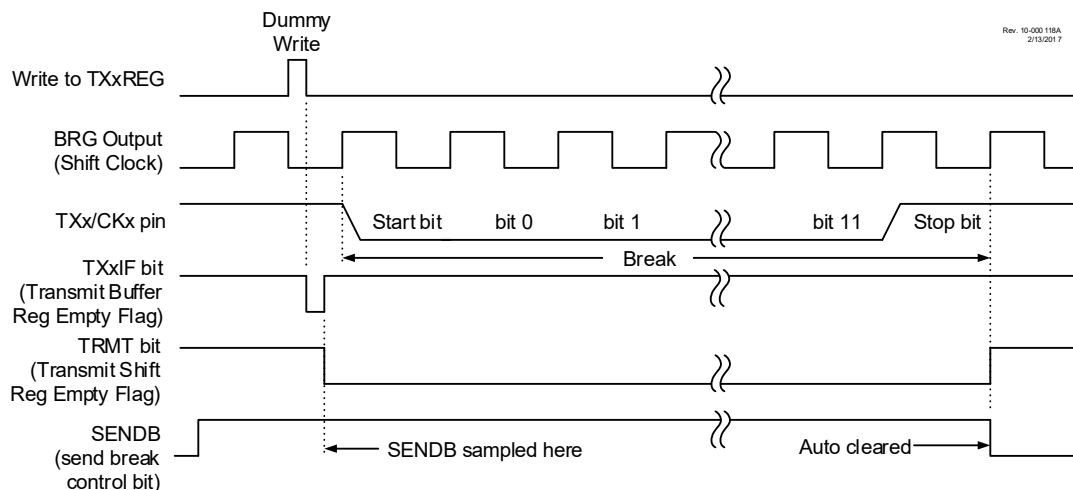 Dummy
Write
Rev. 10-000 118A
2/13/201 7
Write to TXxREG
BRG Output
(Shift Clock)
TXx/CKx pin
Start bit
bit 0
bit 1
bit 11
Stop bit
Break
TXxIF bit
(Transmit Buffer
Reg Empty Flag)
TRMT bit
(Transmit Shift
Reg Empty Flag)
SENDB
(send break
control bit)
SENDB sampled here
Auto cleared